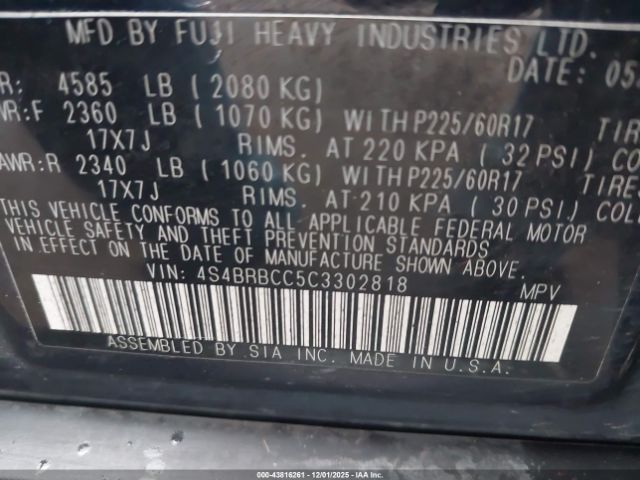 MFD BY FUJI HEAVY INDUSTRIES LTD.
DATE: 05
R: 4585 LB ( 2080 KG)
WR:F 2360 LB ( 1070 KG) WITH P225/60R17 TIR
17X7J RIMS. AT 220 KPA ( 32 PSI) CO
AWR:R 2340 LB ( 1060 KG) WITH P225/60R17 TIRE
17X7J RIMS. AT 210 KPA ( 30 PSI.) COL
THIS VEHICLE CONFORMS TO ALL APPLICABLE FEDERAL MOTOR
VEHICLE SAFETY AND THEFT PREVENTION STANDARDS
IN EFFECT ON THE DATE OF MANUFACTURE SHOWN ABOVE.
VIN: 4S4BRBCC5C3302818 MPV
ASSEMBLED BY SIA INC. MADE IN U.S.A.
000-43816261 - 12/01/2025 - IAA Inc.